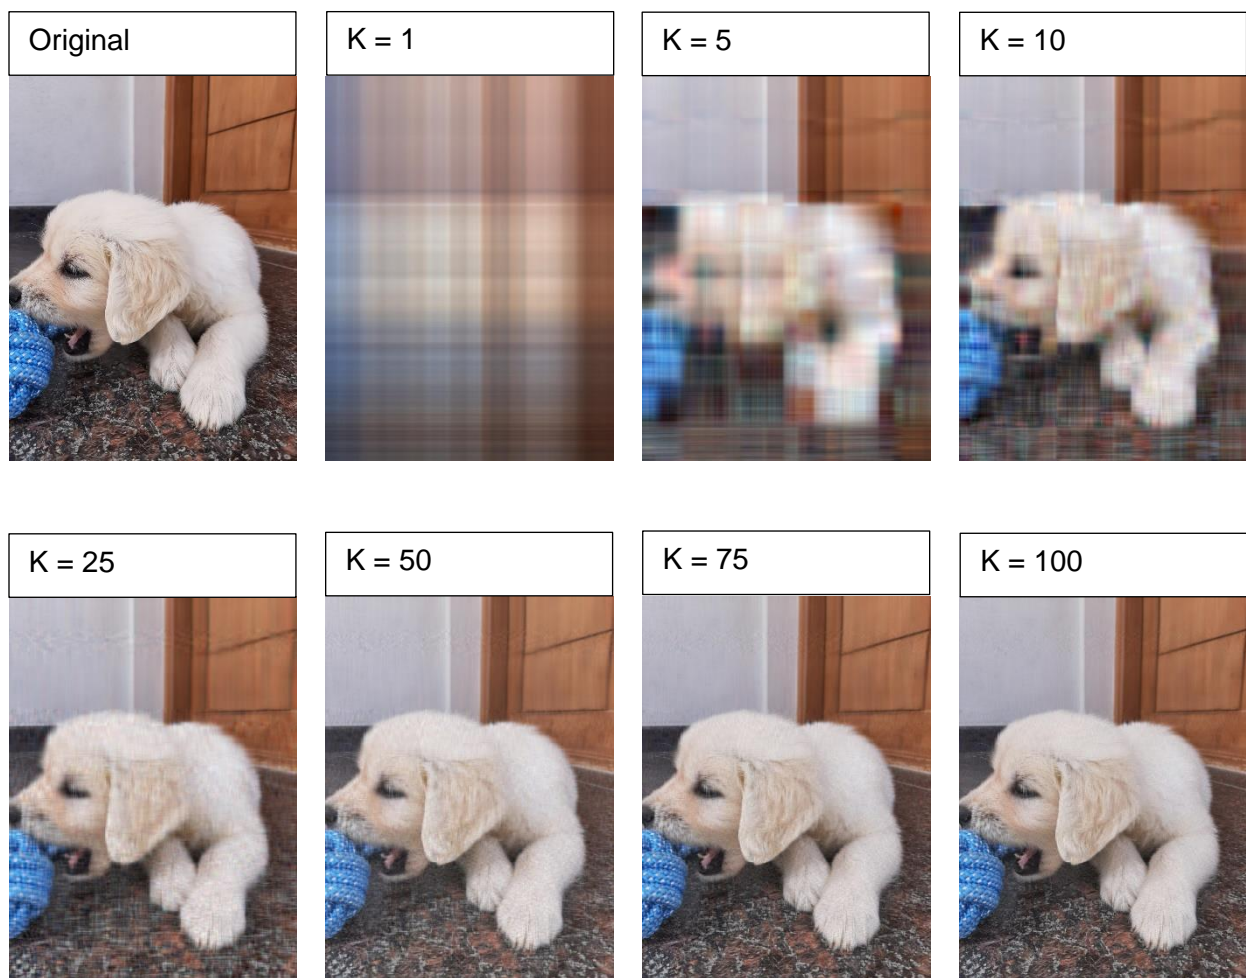 Original
K = 1
K = 5
K = 10
K = 25
K = 50
K = 75
K = 100